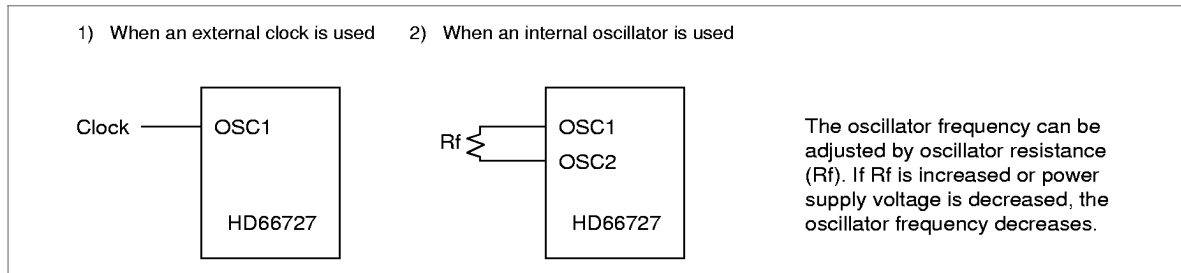 1) When an external clock is used
2) When an internal oscillator is used
Clock
OSC1
HD66727
Rf
OSC1
OSC2
HD66727
The oscillator frequency can be
adjusted by oscillator resistance
(Rf). If Rf is increased or power
supply voltage is decreased, the
oscillator frequency decreases.